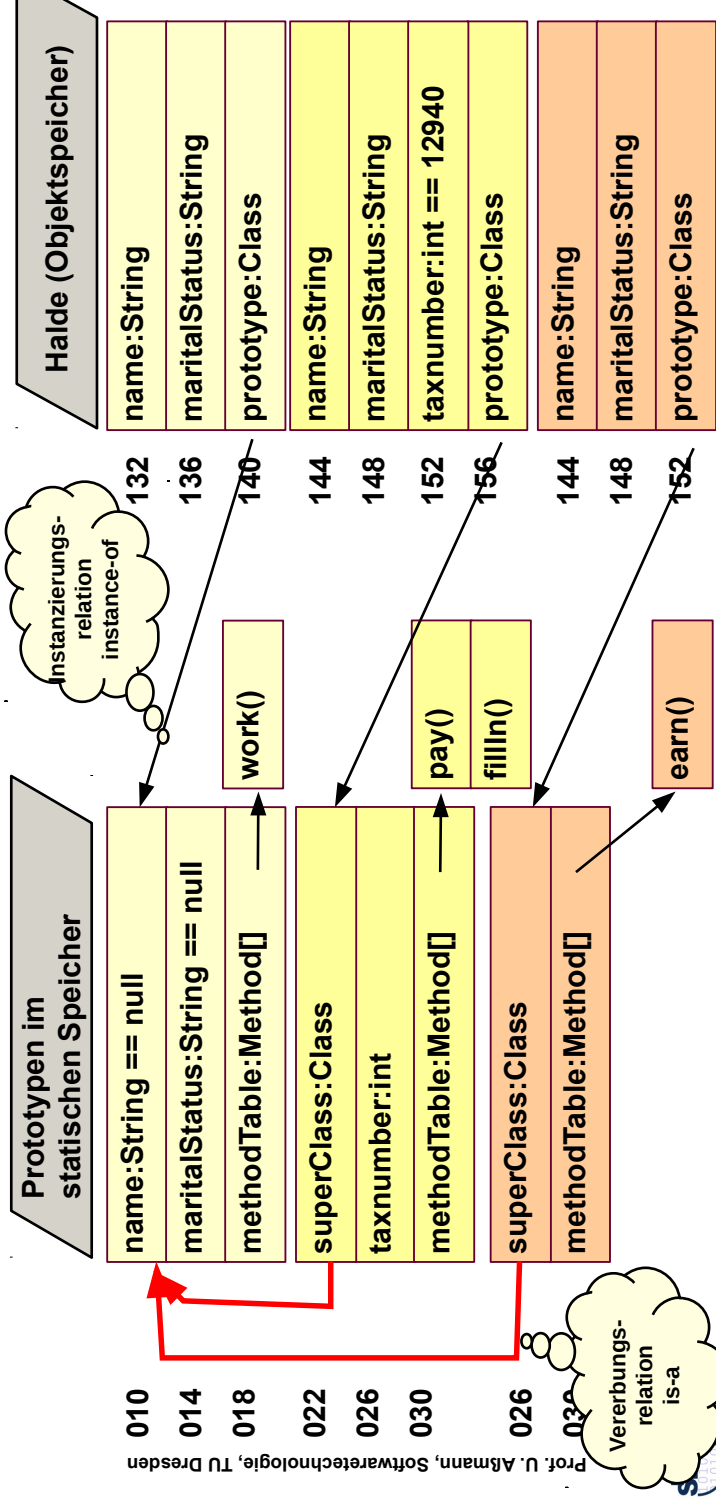 Prototypen im
statischen Speicher
Halde (Objektspeicher)
Instanzierungs-
relation
instance-of
010
name:String == null
014
maritalStatus:String == null
018
methodTable:Method[]
work()
132
name:String
136
maritalStatus:String
140
prototype:Class
022
superClass:Class
026
taxnumber:int
030
methodTable:Method[]
pay()
fillIn()
144
name:String
148
maritalStatus:String
152
taxnumber:int == 12940
156
prototype:Class
026
superClass:Class
methodTable:Method[]
earn()
144
name:String
148
maritalStatus:String
152
prototype:Class
Vererbungs-
relation
is-a
Prof. U. Aßmann, Softwaretechnologie, TU Dresden